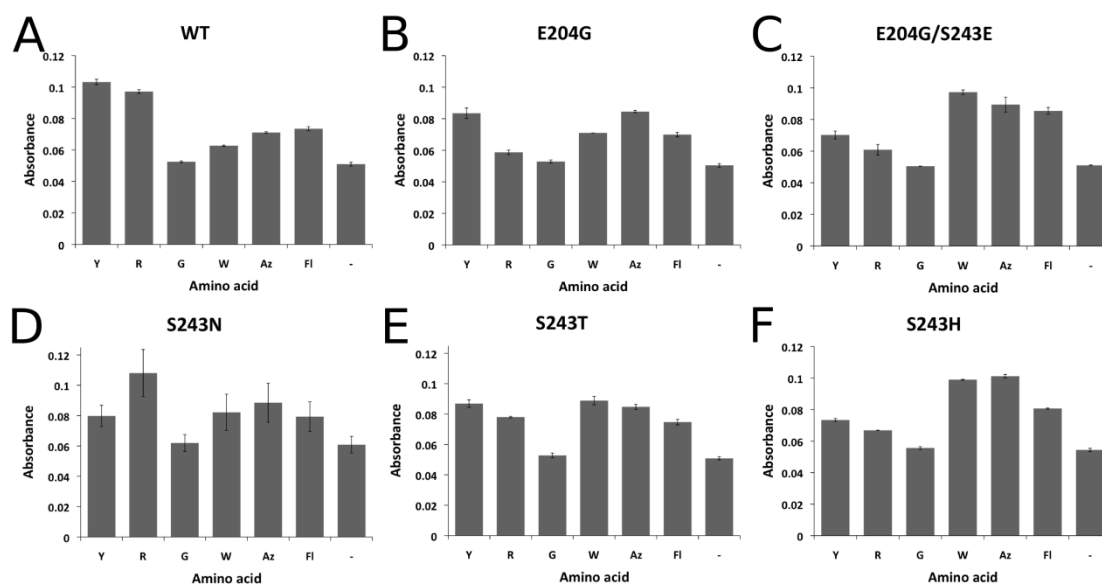 A
WT
0.12
0.1
0.08
0.06
0.04
0.02
0
Absorbance
Y R G W Az Fl -
Amino acid
B
E204G
0.12
0.1
0.08
0.06
0.04
0.02
0
Absorbance
Y R G W Az Fl -
Amino acid
C
E204G/S243E
0.12
0.1
0.08
0.06
0.04
0.02
0
Absorbance
Y R G W Az Fl -
Amino acid
D
S243N
0.12
0.1
0.08
0.06
0.04
0.02
0
Absorbance
Y R G W Az Fl -
Amino acid
E
S243T
0.12
0.1
0.08
0.06
0.04
0.02
0
Absorbance
Y R G W Az Fl -
Amino acid
F
S243H
0.12
0.1
0.08
0.06
0.04
0.02
0
Absorbance
Y R G W Az Fl -
Amino acid